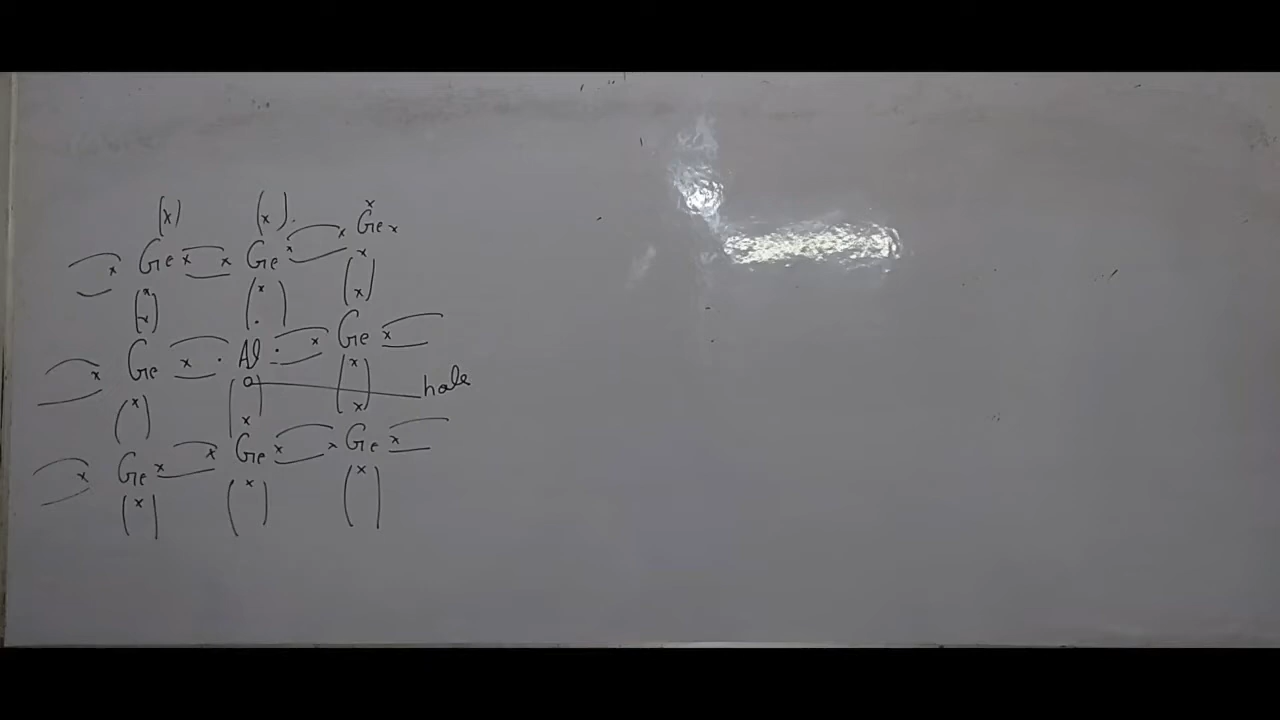 (x) (x).
x Ge x x Ge x x Ge x
x x x
x x
x Ge x . Al . x Ge x
x o x hole
x x
x Ge x x Ge x x Ge x
x x x